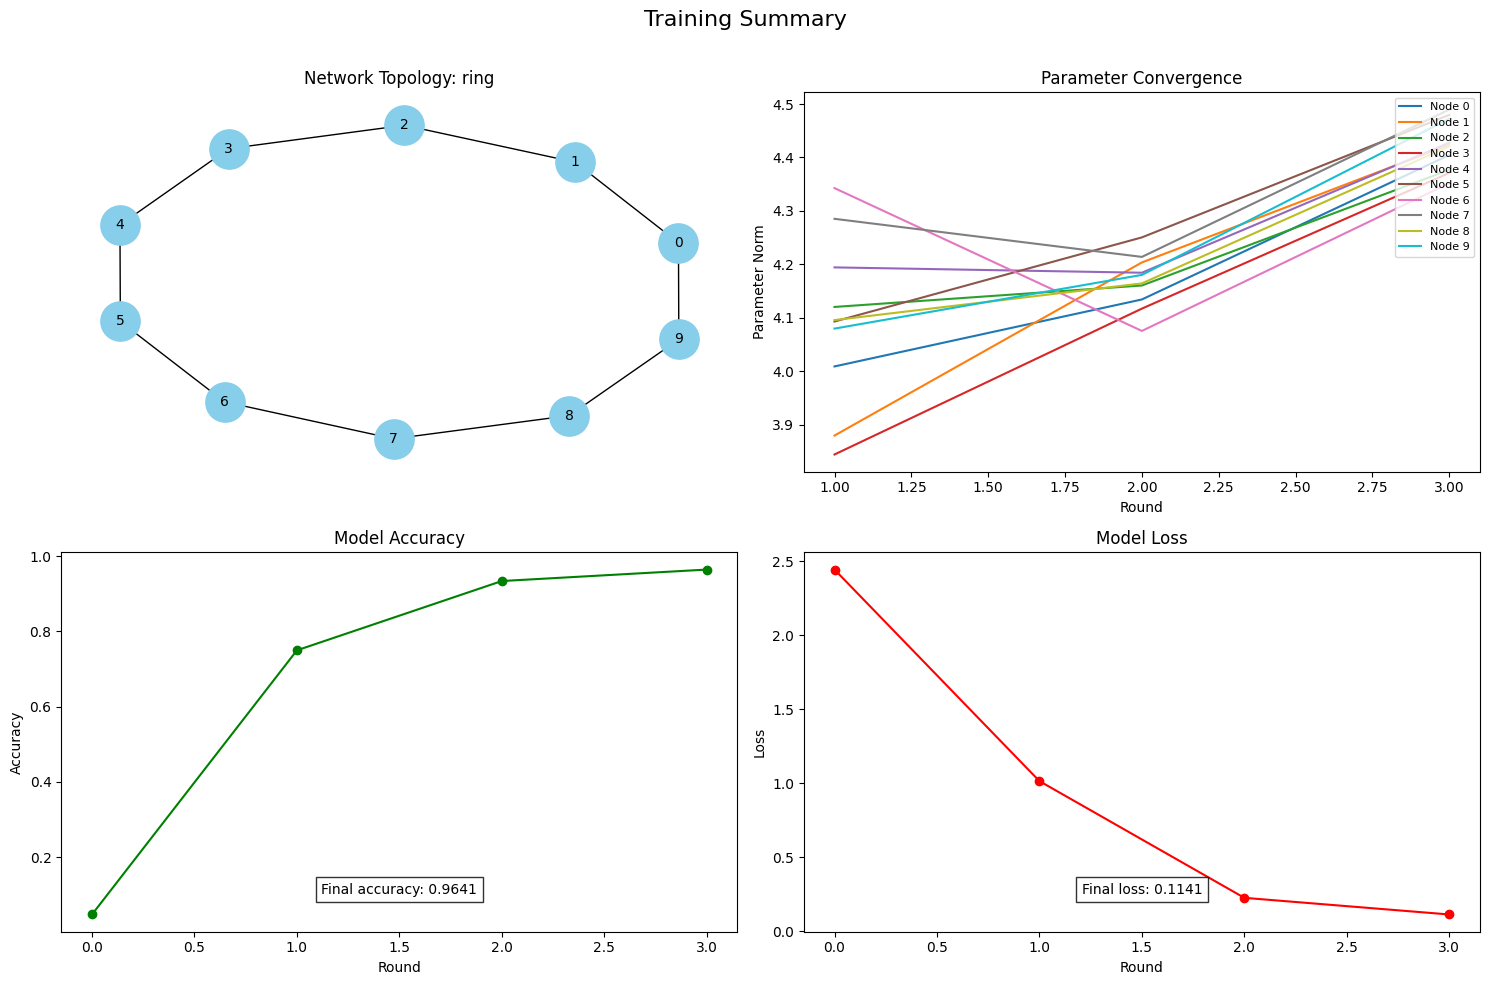 Training Summary
Network Topology: ring
2
3
1
4
0
5
9
6
8
7
Parameter Convergence
Parameter Norm
4.5
4.4
4.3
4.2
4.1
4.0
3.9
1.00 1.25 1.50 1.75 2.00 2.25 2.50 2.75 3.00
Round
Node 0
Node 1
Node 2
Node 3
Node 4
Node 5
Node 6
Node 7
Node 8
Node 9
Model Accuracy
Accuracy
1.0
0.8
0.6
0.4
0.2
Final accuracy: 0.9641
0.0 0.5 1.0 1.5 2.0 2.5 3.0
Round
Model Loss
Loss
2.5
2.0
1.5
1.0
0.5
0.0
Final loss: 0.1141
0.0 0.5 1.0 1.5 2.0 2.5 3.0
Round